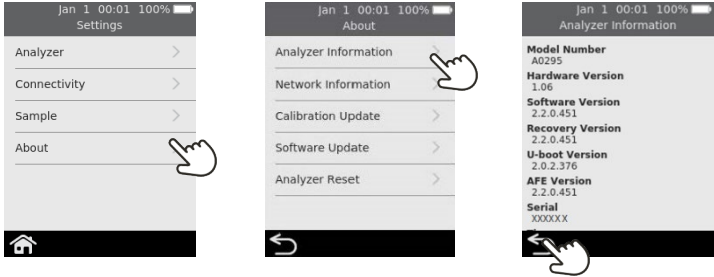 Jan 1 00:01 100%
Settings
Analyzer
Connectivity
Sample
About
Jan 1 00:01 100%
About
Analyzer Information
Network Information
Calibration Update
Software Update
Analyzer Reset
Jan 1 00:01 100%
Analyzer Information
Model Number
A0295
Hardware Version
1.06
Software Version
2.2.0.451
Recovery Version
2.2.0.451
U-boot Version
2.0.2.376
AFE Version
2.2.0.451
Serial
XXXXXX